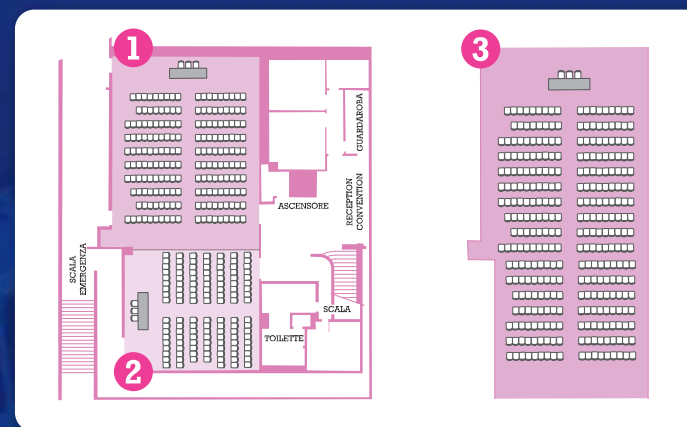 1
3
GUARDAROBA
RECEPTION
CONVENTION
ASCENSORE
SCALA
EMERGENZA
SCALA
TOILETTE
2